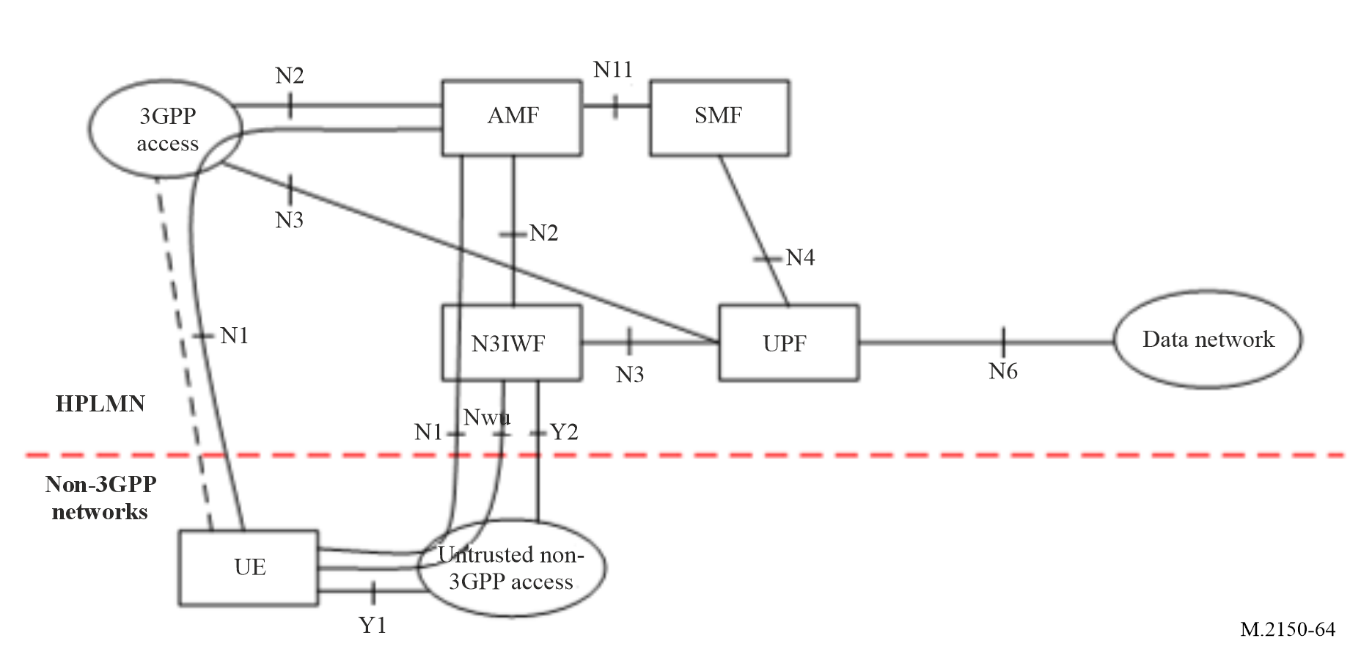 N2
N11
3GPP
access
AMF
SMF
N3
N2
N4
N1
N3IWF
N3
UPF
N6
Data network
HPLMN
N1
Nwu
Y2
Non-3GPP
networks
UE
Untrusted non-
3GPP access
Y1
M.2150-64